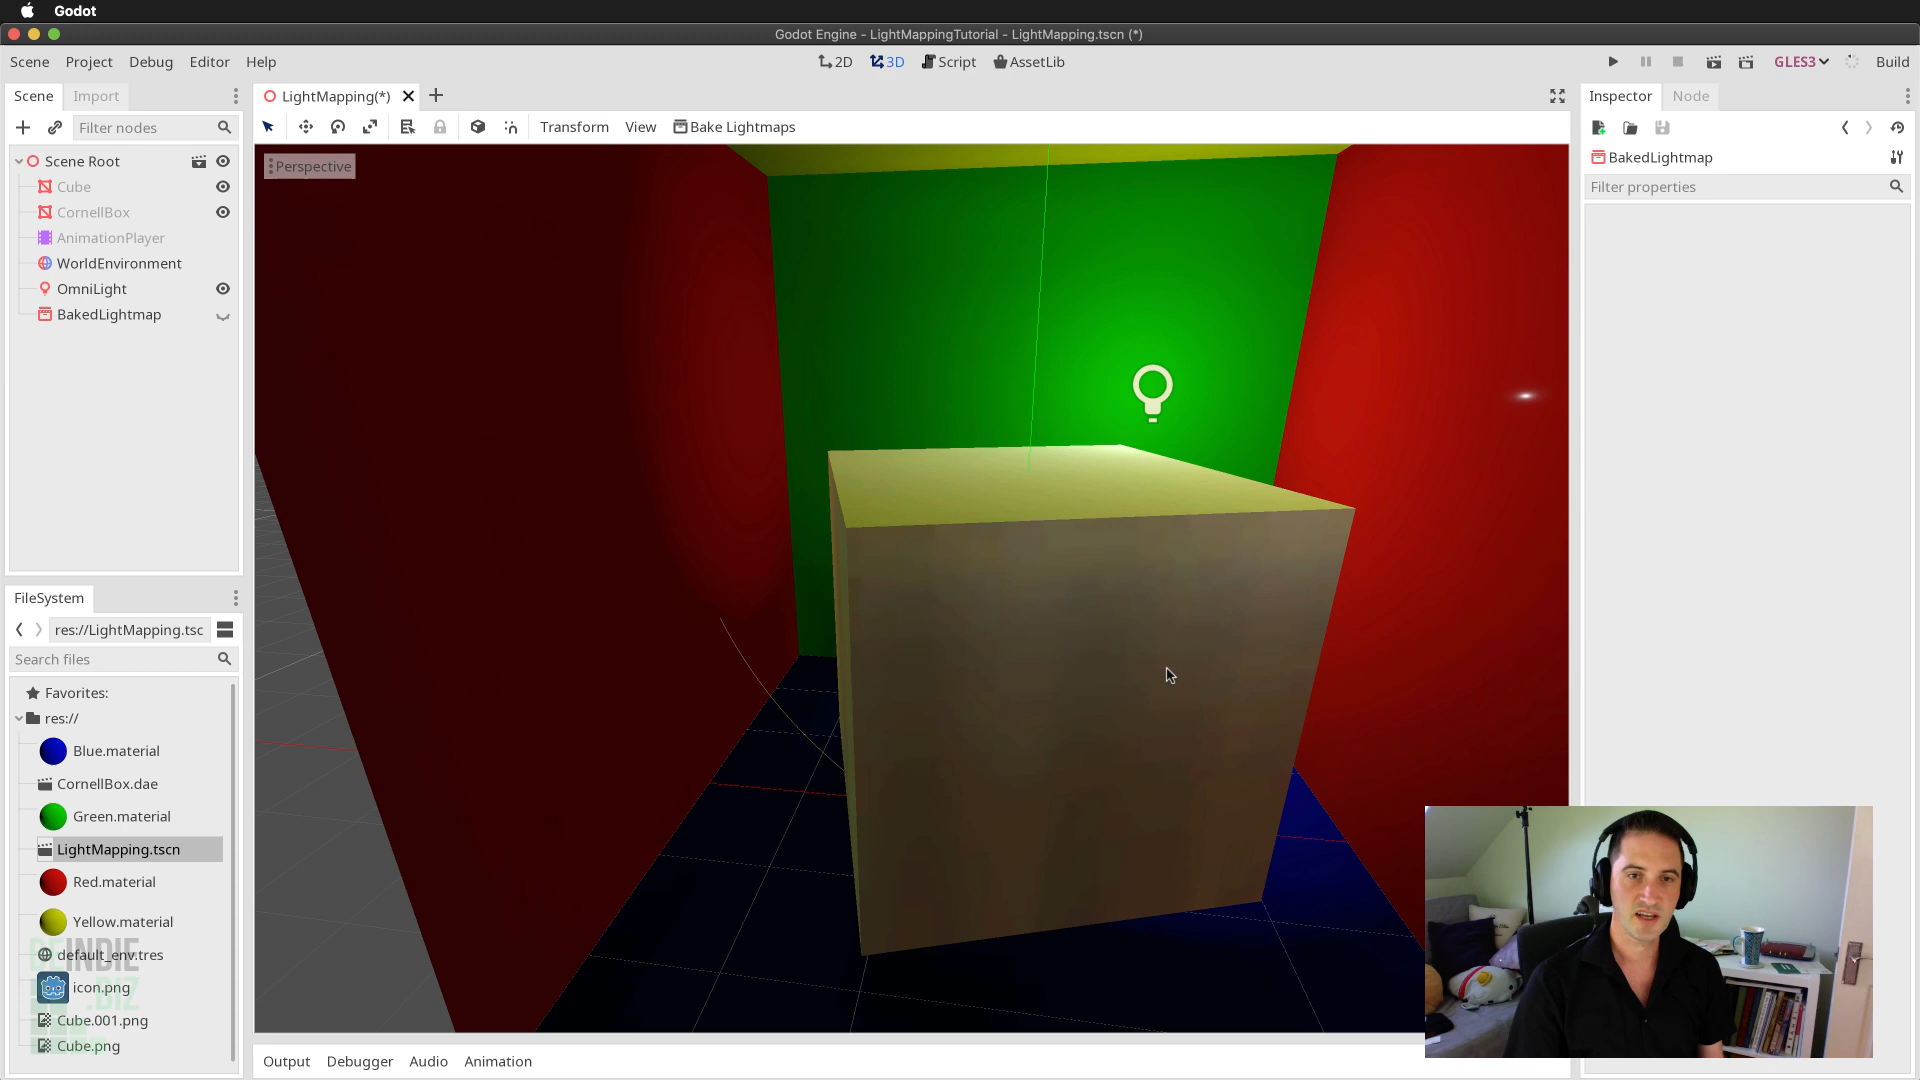 Godot
Godot Engine - LightMappingTutorial - LightMapping.tscn (*)
Scene Project Debug Editor Help
2D 3D Script AssetLib
GLES3 Build
Scene Import
LightMapping(*)
Inspector Node
Filter nodes
Transform View Bake Lightmaps
Scene Root
Cube
CornellBox
AnimationPlayer
WorldEnvironment
OmniLight
BakedLightmap
Perspective
BakedLightmap
Filter properties
FileSystem
res://LightMapping.tsc
Search files
Favorites:
res://
Blue.material
CornellBox.dae
Green.material
LightMapping.tscn
Red.material
Yellow.material
default_env.tres
icon.png
Cube.001.png
Cube.png
INDIE
.BIZ
Output Debugger Audio Animation